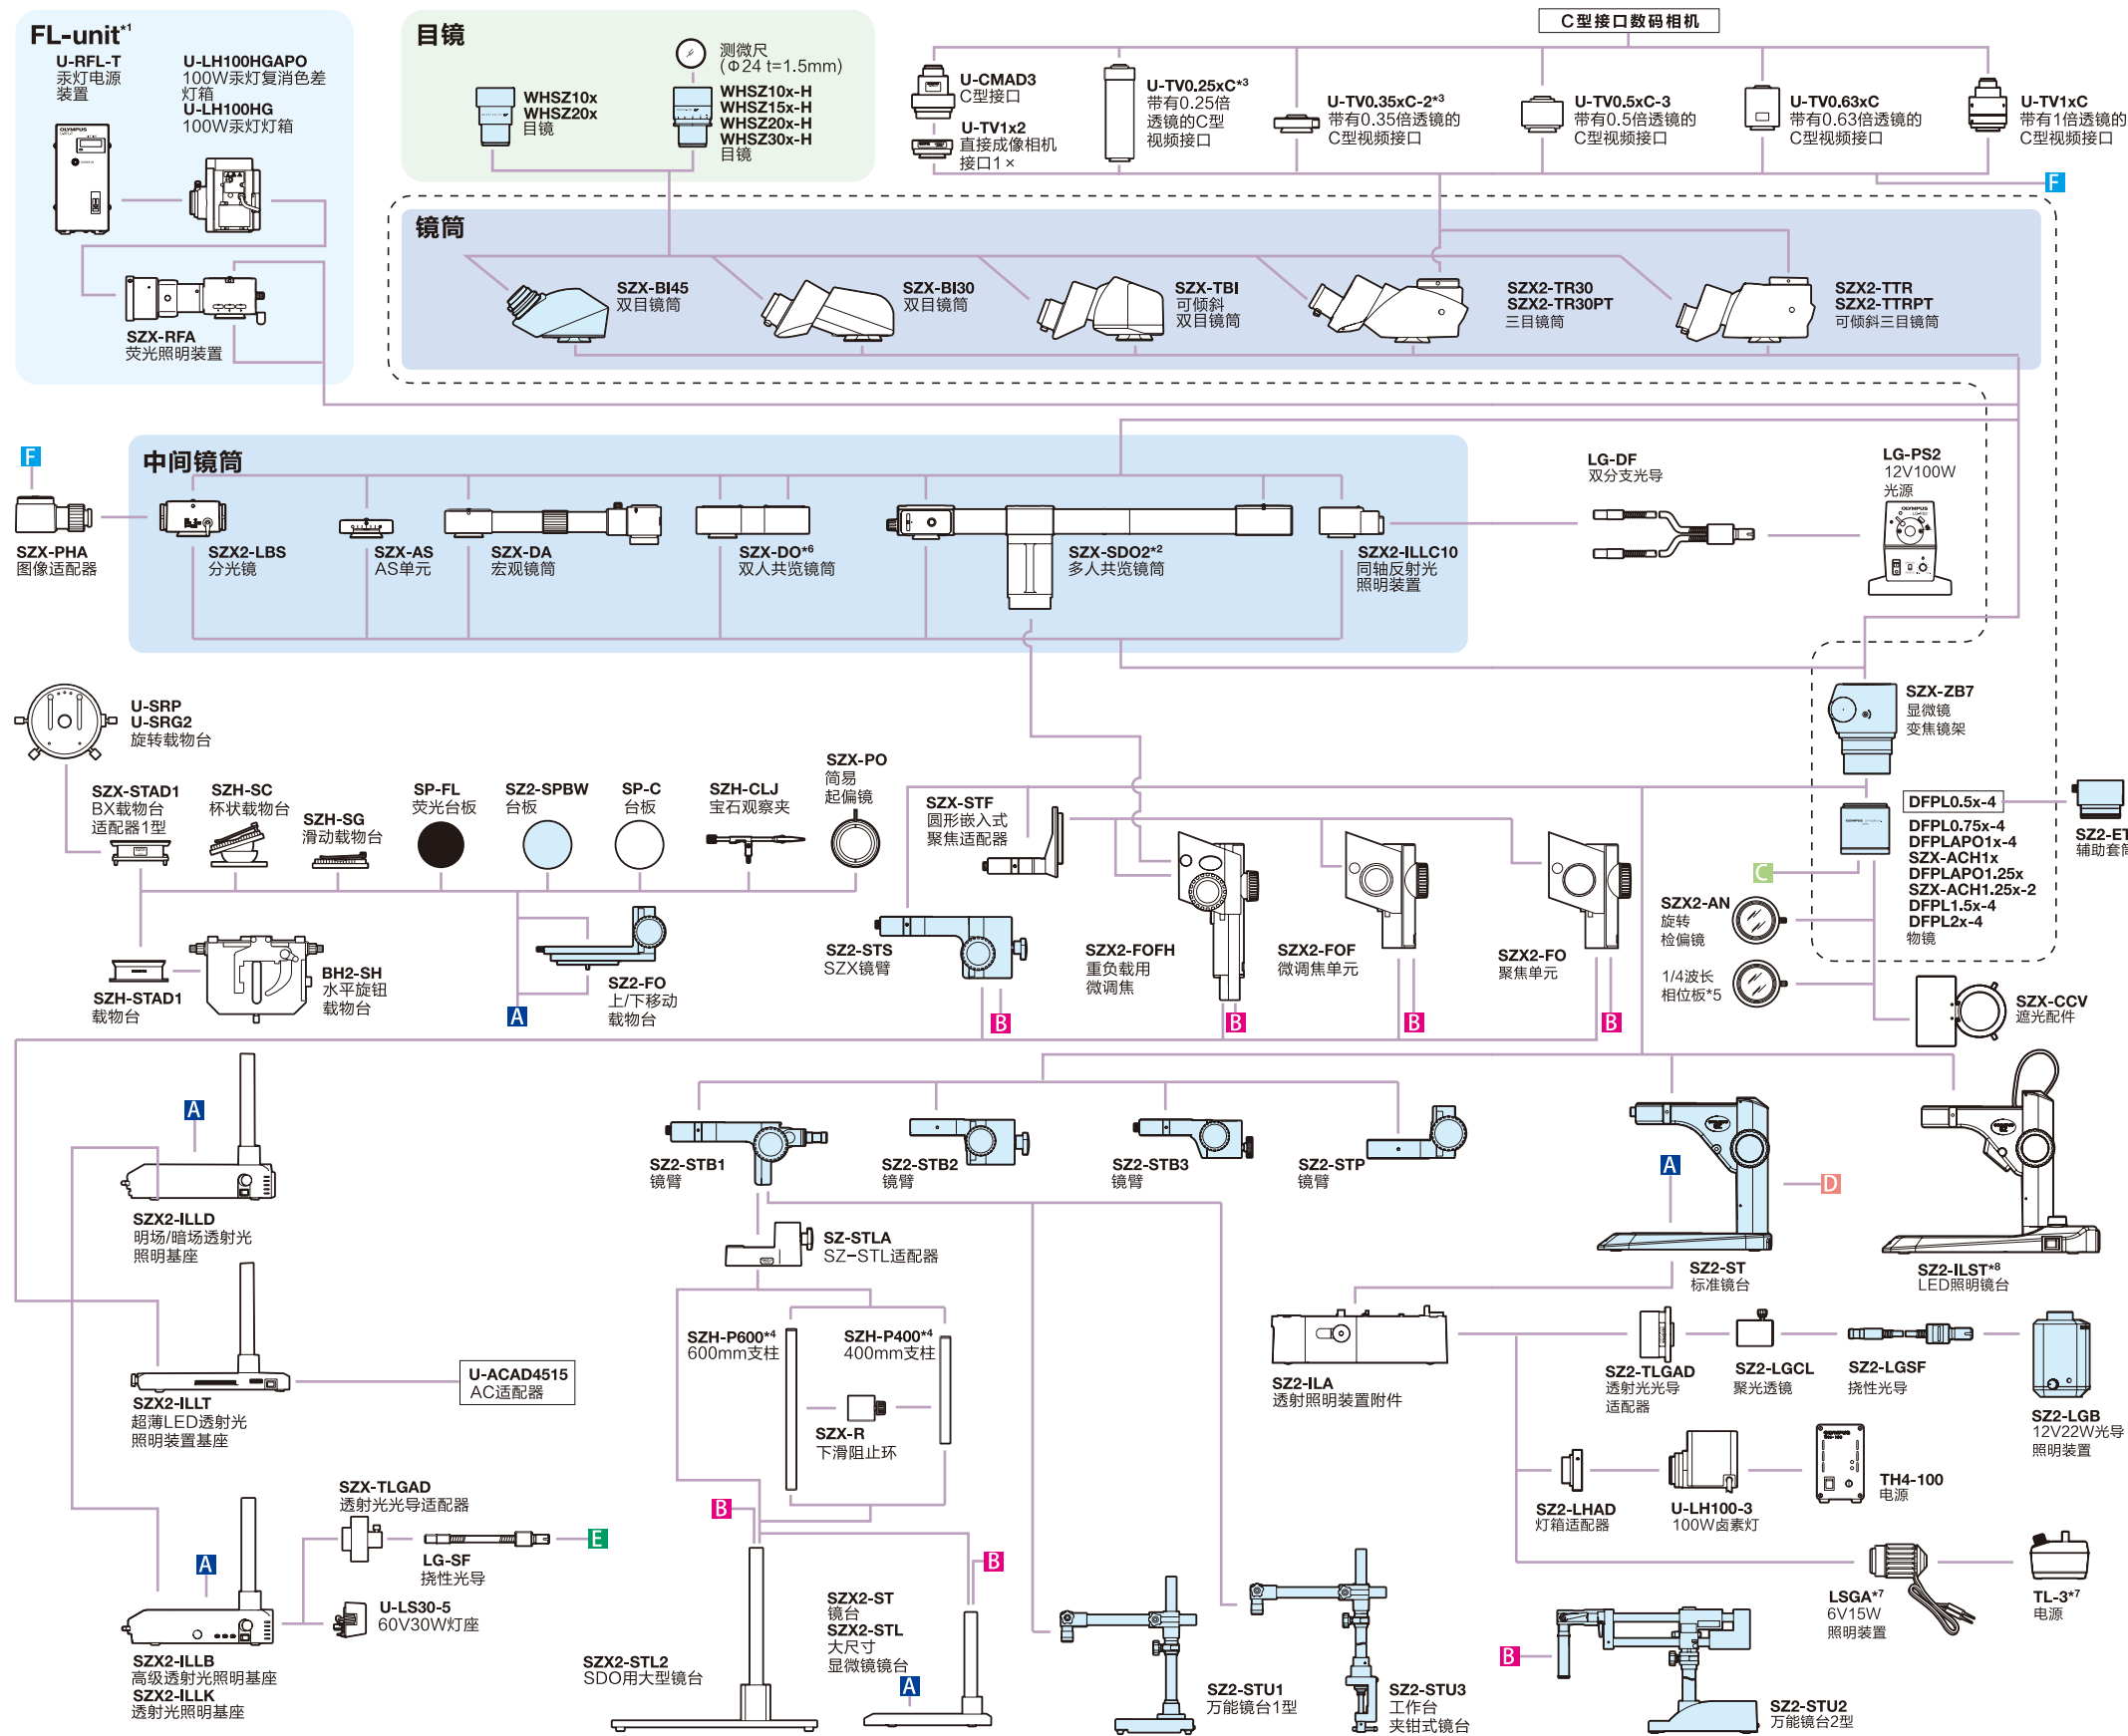 FL-unit*1
U-RFL-T
汞灯电源
装置
U-LH100HGAPO
100W汞灯复消色差
灯箱
U-LH100HG
100W汞灯灯箱
SZX-RFA
荧光照明装置
目镜
测微尺
(Φ24 t=1.5mm)
WHSZ10x
WHSZ20x
目镜
WHSZ10x-H
WHSZ15x-H
WHSZ20x-H
WHSZ30x-H
目镜
C型接口数码相机
U-CMAD3
C型接口
U-TV1x2
直接成像相机
接口1×
U-TV0.25xC*3
带有0.25倍
透镜的C型
视频接口
U-TV0.35xC-2*3
带有0.35倍透镜的
C型视频接口
U-TV0.5xC-3
带有0.5倍透镜的
C型视频接口
U-TV0.63xC
带有0.63倍透镜的
C型视频接口
U-TV1xC
带有1倍透镜的
C型视频接口
F
镜筒
SZX-BI45
双目镜筒
SZX-BI30
双目镜筒
SZX-TBI
可倾斜
双目镜筒
SZX2-TR30
SZX2-TR30PT
三目镜筒
SZX2-TTR
SZX2-TTRPT
可倾斜三目镜筒
F
SZX-PHA
图像适配器
中间镜筒
SZX2-LBS
分光镜
SZX-AS
AS单元
SZX-DA
宏观镜筒
SZX-DO*6
双人共览镜筒
SZX-SDO2*2
多人共览镜筒
SZX2-ILLC10
同轴反射光
照明装置
LG-DF
双分支光导
LG-PS2
12V100W
光源
OLYMPUS
U-SRP
U-SRG2
旋转载物台
SZX-STAD1
BX载物台
适配器1型
SZH-SC
杯状载物台
SZH-SG
滑动载物台
SP-FL
荧光台板
SZ2-SPBW
台板
SP-C
台板
SZH-CLJ
宝石观察夹
SZX-PO
简易
起偏镜
SZH-STAD1
载物台
BH2-SH
水平旋钮
载物台
A
SZ2-FO
上/下移动
载物台
SZX-STF
圆形嵌入式
聚焦适配器
SZ2-STS
SZX镜臂
B
SZX2-FOFH
重负载用
微调焦
B
SZX2-FOF
微调焦单元
B
SZX2-FO
聚焦单元
B
SZX-ZB7
显微镜
变焦镜架
DFPL0.5x-4
DFPL0.75x-4
DFPLAPO1x-4
SZX-ACH1x
DFPLAPO1.25x
SZX-ACH1.25x-2
DFPL1.5x-4
DFPL2x-4
物镜
SZ2-ET
辅助套筒
C
SZX2-AN
旋转
检偏镜
1/4波长
相位板*5
SZX-CCV
遮光配件
A
SZX2-ILLD
明场/暗场透射光
照明基座
SZX2-ILLT
超薄LED透射光
照明装置基座
U-ACAD4515
AC适配器
SZX-TLGAD
透射光光导适配器
LG-SF
挠性光导
E
A
U-LS30-5
60V30W灯座
SZX2-ILLB
高级透射光照明基座
SZX2-ILLK
透射光照明基座
SZ2-STB1
镜臂
SZ2-STB2
镜臂
SZ2-STB3
镜臂
SZ2-STP
镜臂
SZ-STLA
SZ-STL适配器
SZH-P600*4
600mm支柱
SZH-P400*4
400mm支柱
SZX-R
下滑阻止环
B
SZX2-STL2
SDO用大型镜台
B
SZX2-ST
镜台
SZX2-STL
大尺寸
显微镜镜台
A
SZ2-STU1
万能镜台1型
SZ2-STU3
工作台
夹钳式镜台
B
SZ2-STU2
万能镜台2型
A
SZ2-ST
标准镜台
D
SZ2-ILST*8
LED照明镜台
SZ2-ILA
透射照明装置附件
SZ2-TLGAD
透射光光导
适配器
SZ2-LGCL
聚光透镜
SZ2-LGSF
挠性光导
SZ2-LGB
12V22W光导
照明装置
SZ2-LHAD
灯箱适配器
U-LH100-3
100W卤素灯
TH4-100
电源
LSGA*7
6V15W
照明装置
TL-3*7
电源